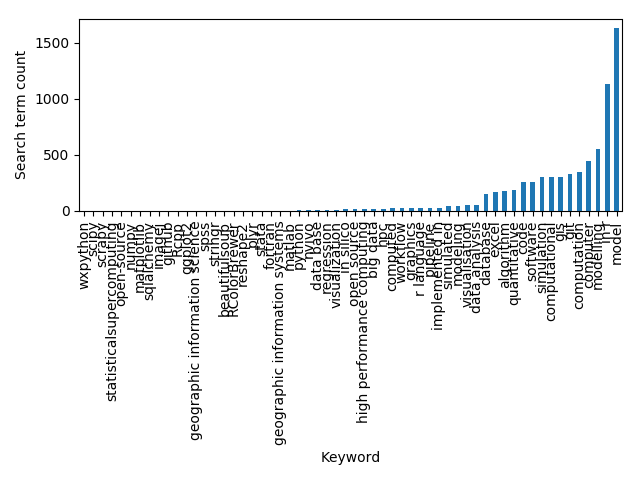 Search term count
1500
1000
500
0
wxpython
scipy
scrapy
statisticalsupercomputing
open-source
numpy
matplotlib
sqlalchemy
imagej
github
Rcpp
ggplot2
geographic information science
spss
stringr
beautifulsoup
RColorBrewer
reshape2
plyr
stata
fortran
geographic information systems
matlab
python
nvivo
data base
regression
visualization
in silico
open source
high performance computing
big data
hpc
computed
workflow
graphics
r language
pipeline
implemented in
simulated
modeling
visualisation
data analysis
database
excel
algorithm
quantitative
code
software
simulation
computational
gis
git
computation
computer
modelling
model
Keyword